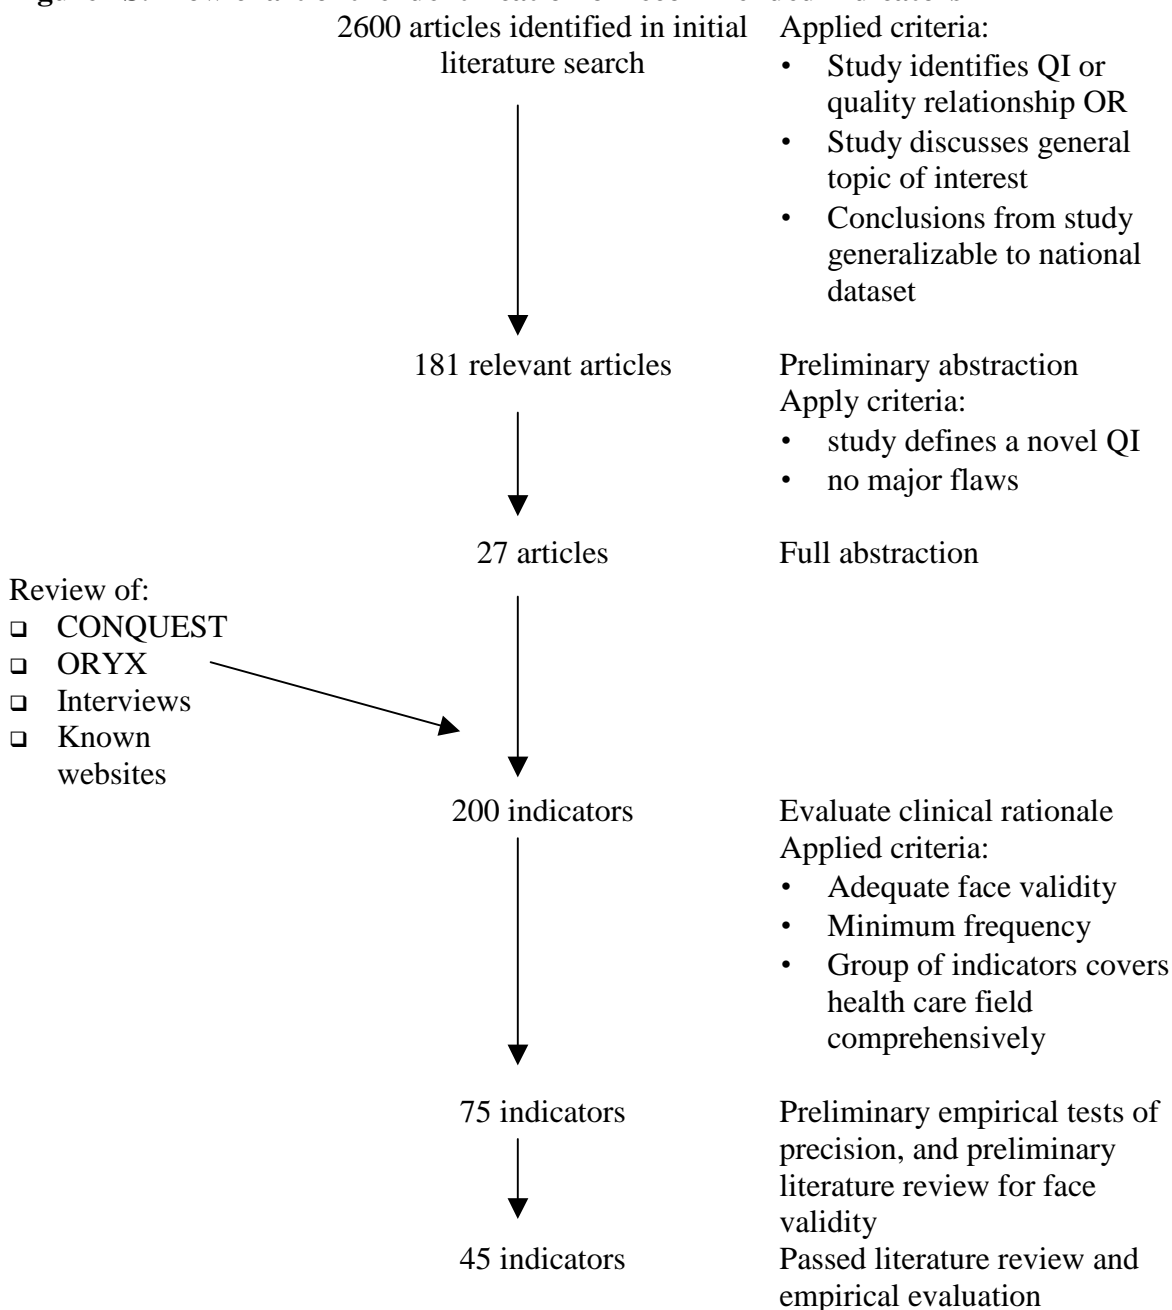 2600 articles identified in initial
literature search
Applied criteria:
• Study identifies QI or
quality relationship OR
• Study discusses general
topic of interest
• Conclusions from study
generalizable to national
dataset
181 relevant articles
Preliminary abstraction
Apply criteria:
• study defines a novel QI
• no major flaws
27 articles
Full abstraction
Review of:
❑ CONQUEST
❑ ORYX
❑ Interviews
❑ Known
websites
200 indicators
Evaluate clinical rationale
Applied criteria:
• Adequate face validity
• Minimum frequency
• Group of indicators covers
health care field
comprehensively
75 indicators
Preliminary empirical tests of
precision, and preliminary
literature review for face
validity
45 indicators
Passed literature review and
empirical evaluation